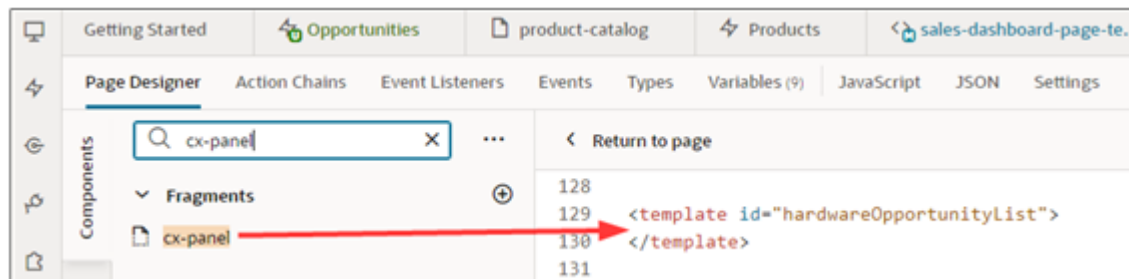 Getting Started Opportunities product-catalog Products sales-dashboard-page-te...
Page Designer Action Chains Event Listeners Events Types Variables (9) JavaScript JSON Settings
Components
cx-panel
Return to page
Fragments
cx-panel
128
129 <template id="hardwareOpportunityList">
130 </template>
131